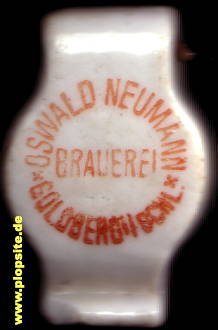 * OSWALD NEUMANN *
BRAUEREI
GOLDBERG i/SCHL.
www.plopsite.de